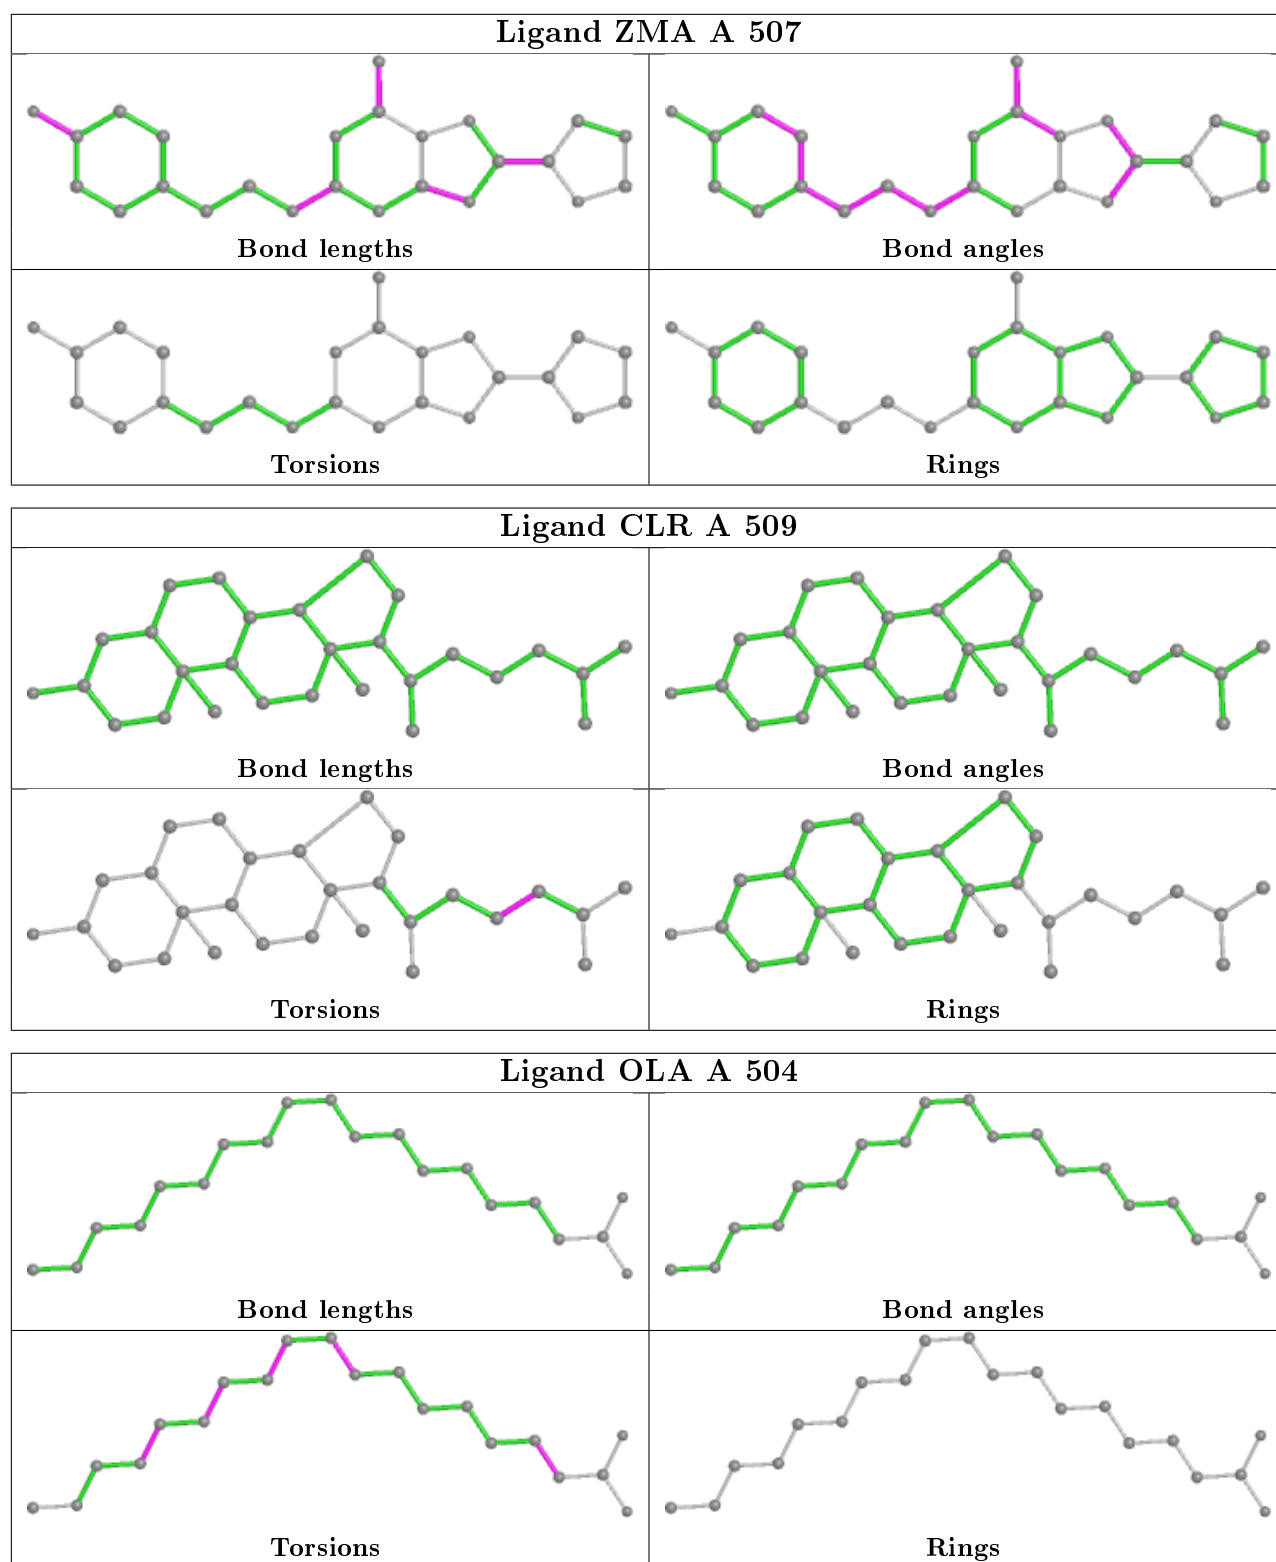 Ligand ZMA A 507
Bond lengths
Bond angles
Torsions
Rings
Ligand CLR A 509
Bond lengths
Bond angles
Torsions
Rings
Ligand OLA A 504
Bond lengths
Bond angles
Torsions
Rings